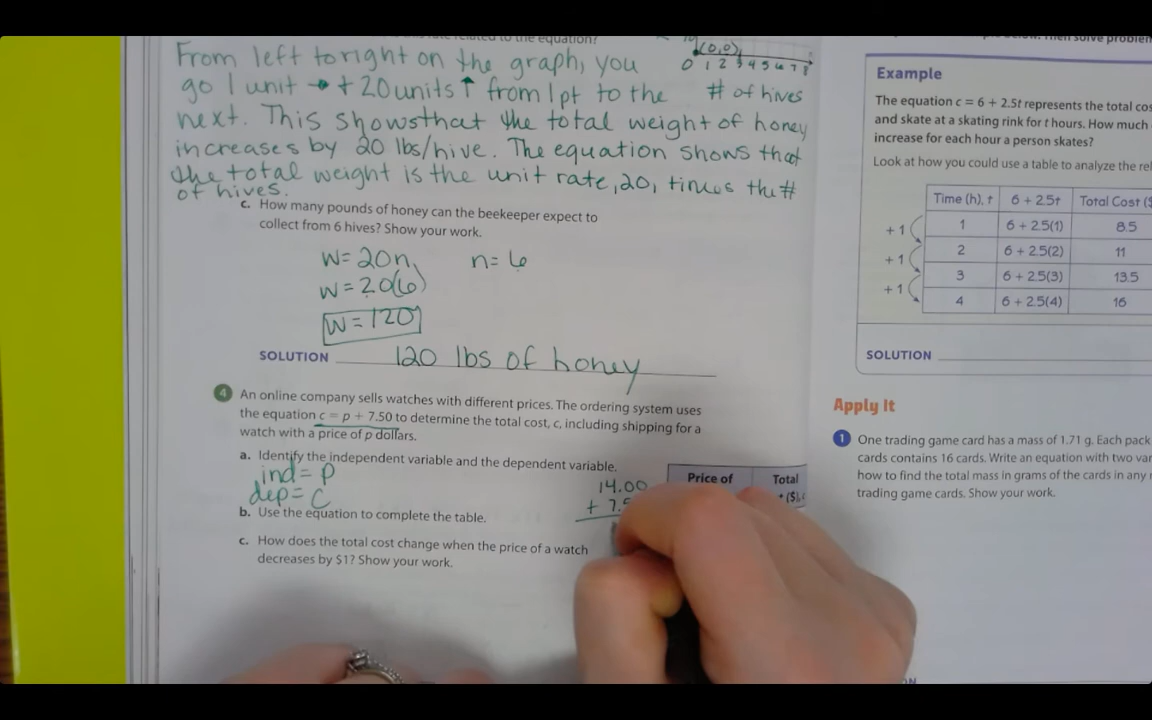 related to the equation?
From left to right on the graph, you
go 1 unit → + 20 units ↑ from 1 pt to the
next. This shows that the total weight of honey
increases by 20 lbs/hive. The equation shows that
the total weight is the unit rate, 20, times the #
of hives.
(0,0)
0 1 2 3 4 5 6 7 8
# of hives
c. How many pounds of honey can the beekeeper expect to
collect from 6 hives? Show your work.
W = 20n n = 6
W = 20(6)
W = 120
SOLUTION 120 lbs of honey
4 An online company sells watches with different prices. The ordering system uses
the equation c = p + 7.50 to determine the total cost, c, including shipping for a
watch with a price of p dollars.
a. Identify the independent variable and the dependent variable.
ind = p
dep = c
b. Use the equation to complete the table.
14.00
+ 7.5
Price of Total
($)
c. How does the total cost change when the price of a watch
decreases by $1? Show your work.
Then solve problem
Example
The equation c = 6 + 2.5t represents the total cos
and skate at a skating rink for t hours. How much
increase for each hour a person skates?
Look at how you could use a table to analyze the rel
Time (h), t 6 + 2.5t Total Cost ($
1 6 + 2.5(1) 8.5
+1
2 6 + 2.5(2) 11
+1
3 6 + 2.5(3) 13.5
+1
4 6 + 2.5(4) 16
SOLUTION
Apply It
1 One trading game card has a mass of 1.71 g. Each pack
cards contains 16 cards. Write an equation with two var
how to find the total mass in grams of the cards in any
trading game cards. Show your work.